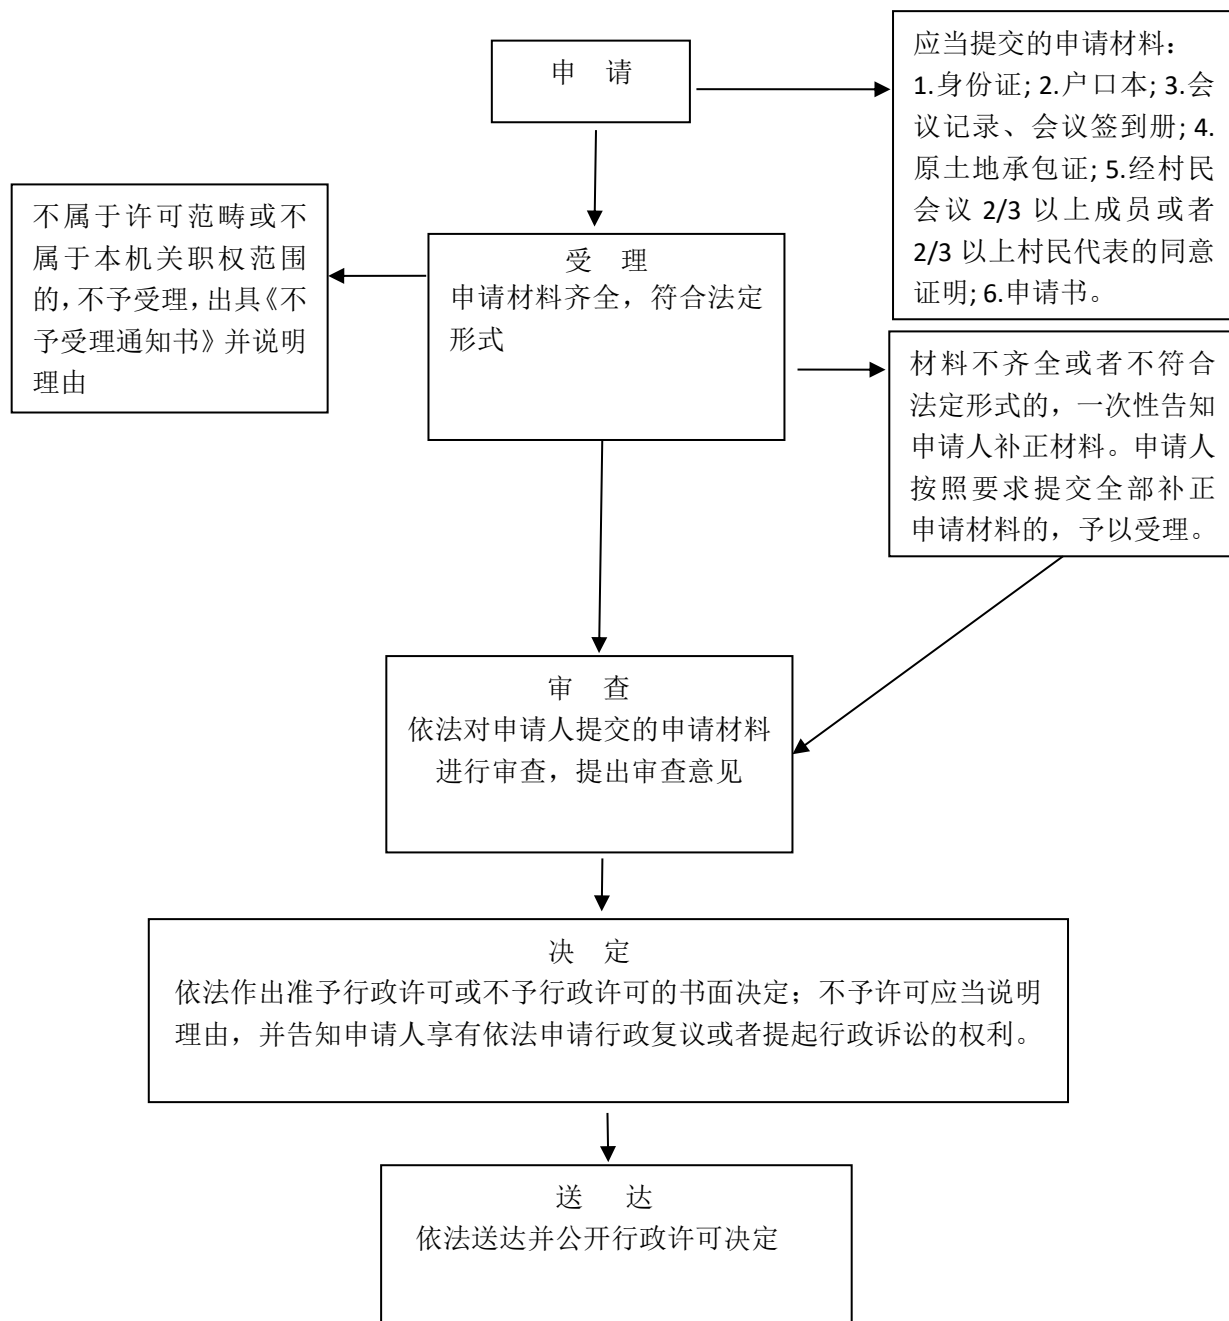 申 请
应当提交的申请材料：
1.身份证; 2.户口本; 3.会
议记录、会议签到册; 4.
原土地承包证; 5.经村民
会议 2/3 以上成员或者
2/3 以上村民代表的同意
证明; 6.申请书。
不属于许可范畴或不
属于本机关职权范围
的，不予受理，出具《不
予受理通知书》并说明
理由
受 理
申请材料齐全，符合法定
形式
材料不齐全或者不符合
法定形式的，一次性告知
申请人补正材料。申请人
按照要求提交全部补正
申请材料的，予以受理。
审 查
依法对申请人提交的申请材料
进行审查，提出审查意见
决 定
依法作出准予行政许可或不予行政许可的书面决定；不予许可应当说明
理由，并告知申请人享有依法申请行政复议或者提起行政诉讼的权利。
送 达
依法送达并公开行政许可决定